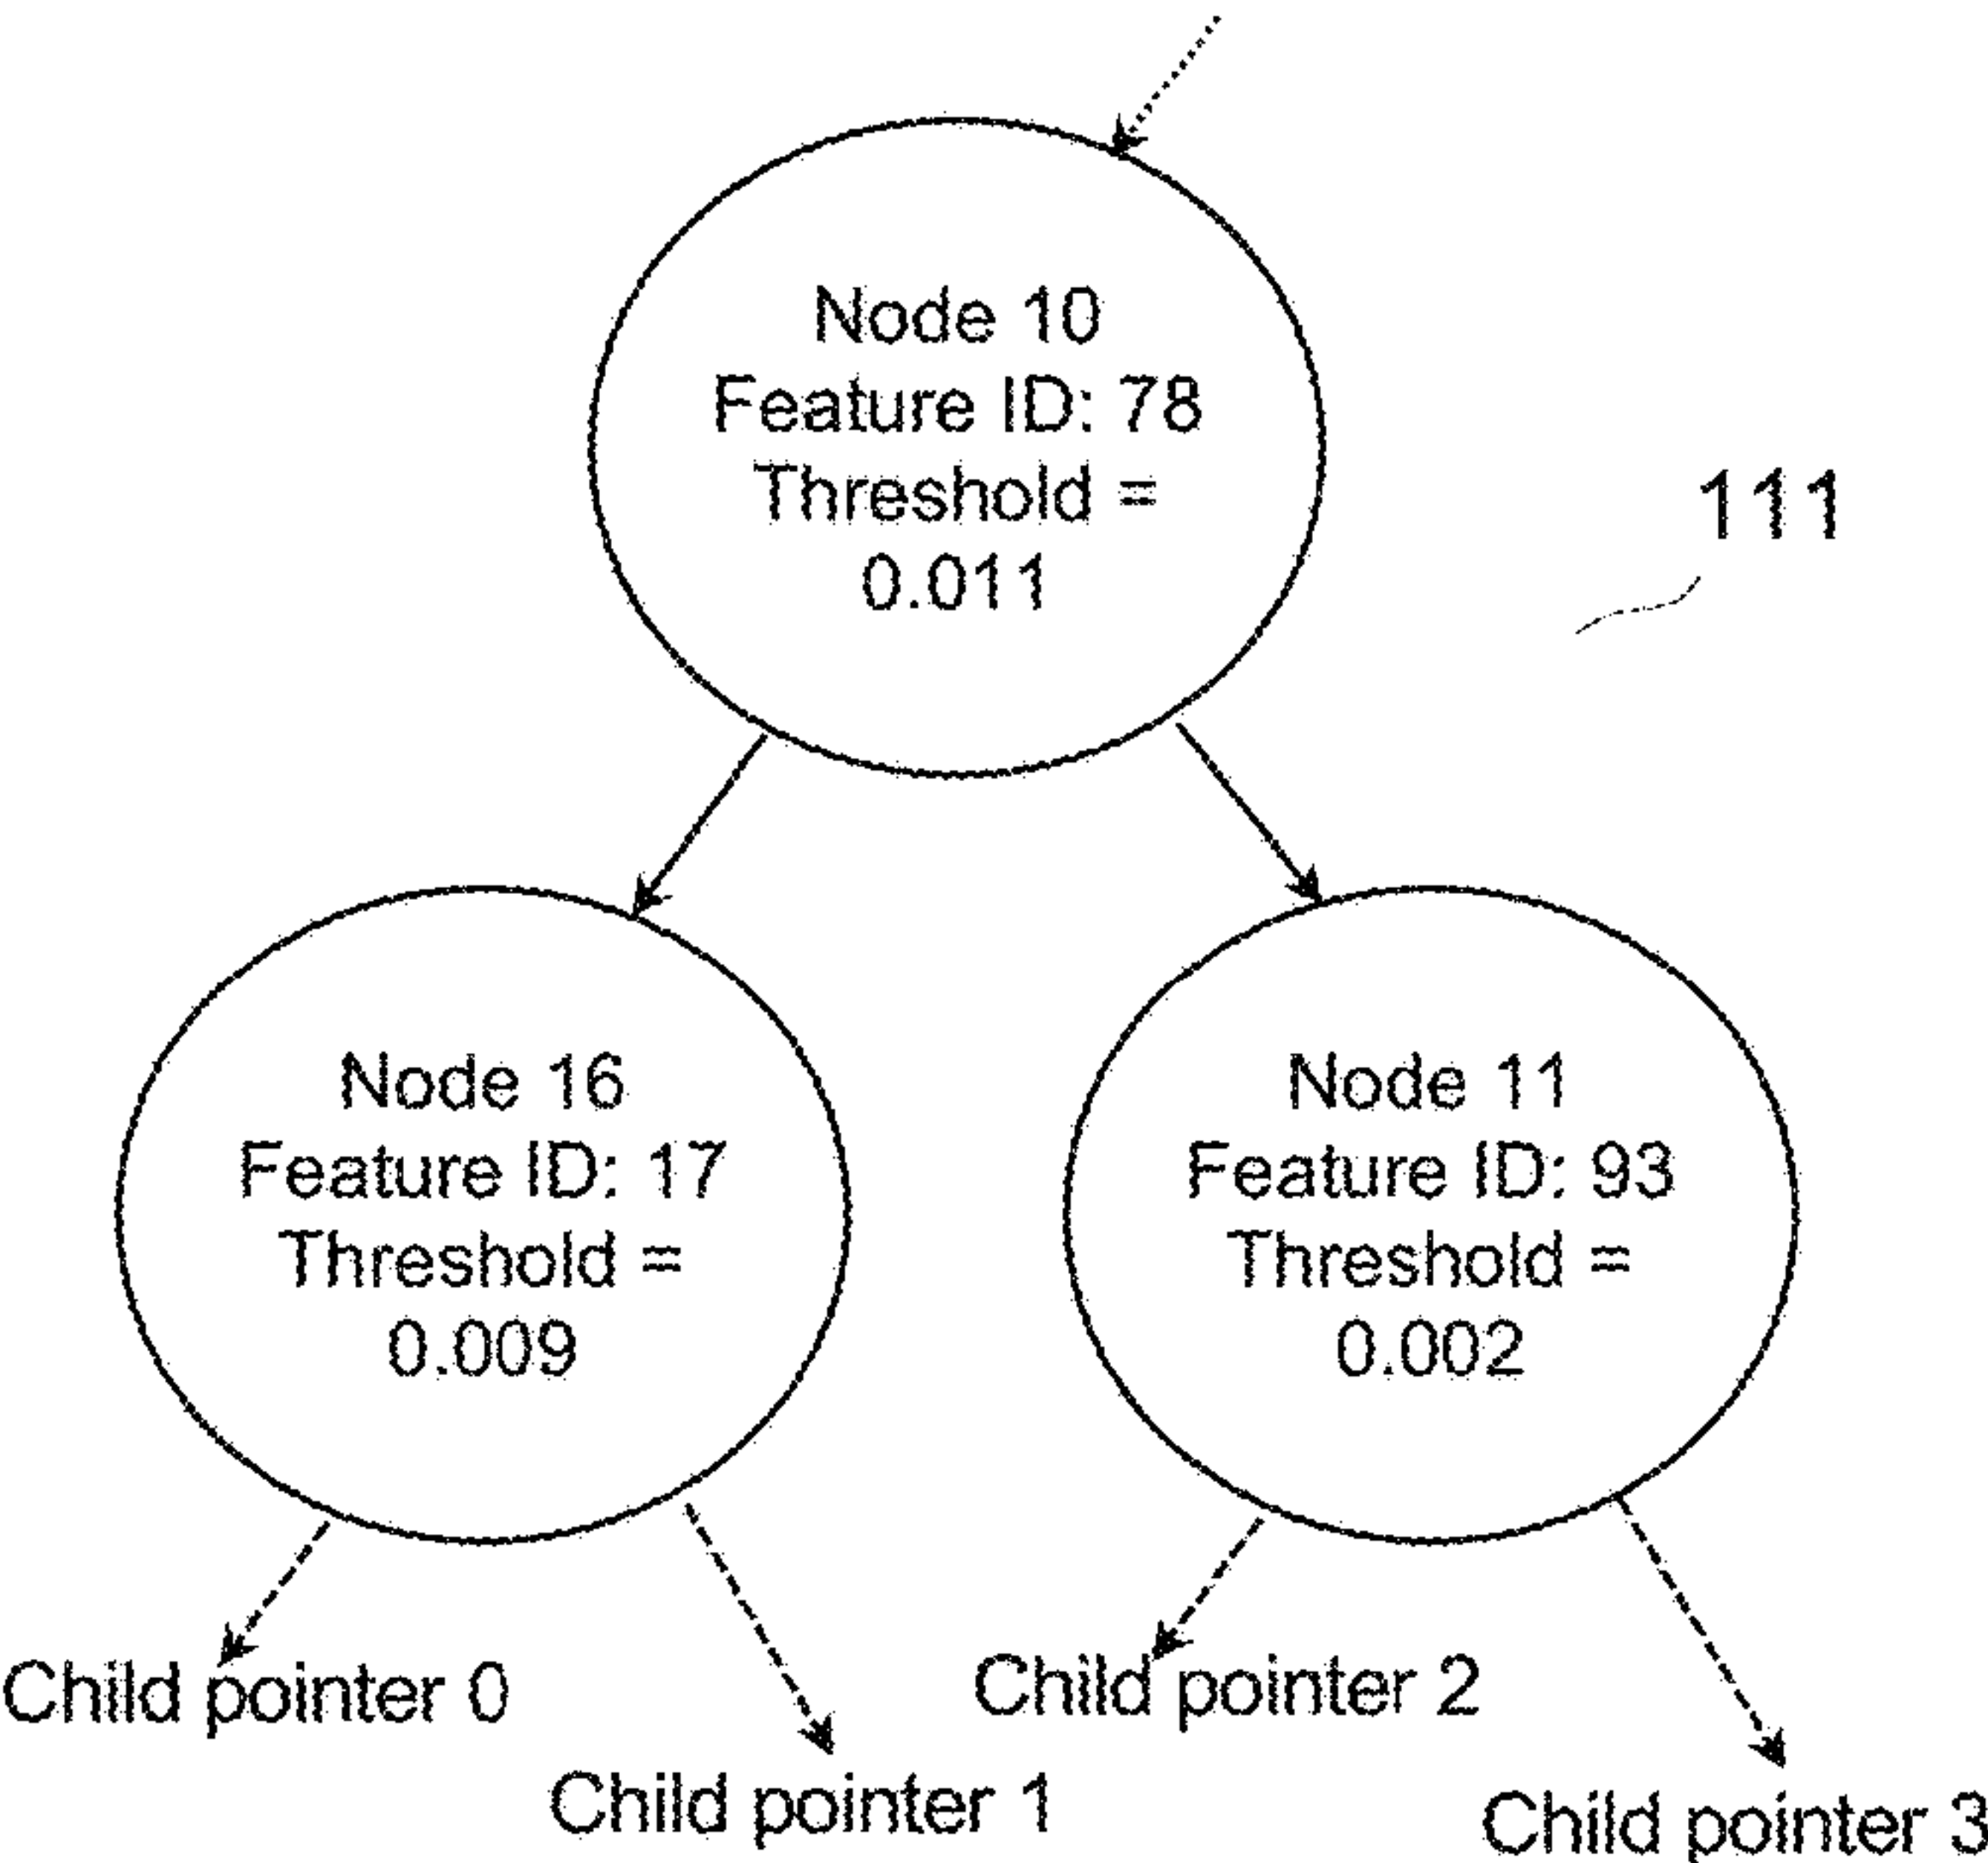 Node 10
Feature ID: 78
Threshold =
0.011
111
Node 16
Feature ID: 17
Threshold =
0.009
Node 11
Feature ID: 93
Threshold =
0.002
Child pointer 0
Child pointer 1
Child pointer 2
Child pointer 3